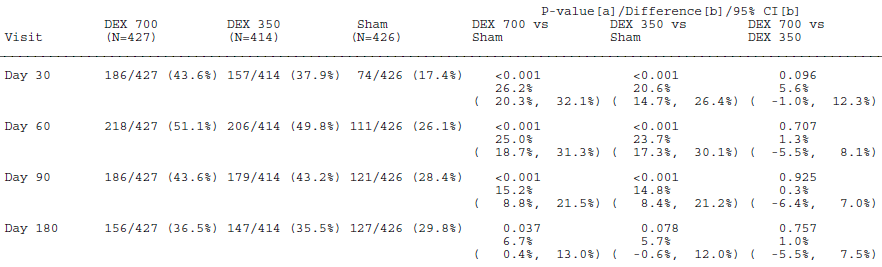 P-value[a]/Difference[b]/95% CI[b]
DEX 700 DEX 350 Sham DEX 700 vs DEX 350 vs DEX 700 vs
Visit (N=427) (N=414) (N=426) Sham Sham DEX 350
Day 30 186/427 (43.6%) 157/414 (37.9%) 74/426 (17.4%) <0.001 <0.001 0.096
26.2% 20.6% 5.6%
( 20.3%, 32.1%) ( 14.7%, 26.4%) ( -1.0%, 12.3%)
Day 60 218/427 (51.1%) 206/414 (49.8%) 111/426 (26.1%) <0.001 <0.001 0.707
25.0% 23.7% 1.3%
( 18.7%, 31.3%) ( 17.3%, 30.1%) ( -5.5%, 8.1%)
Day 90 186/427 (43.6%) 179/414 (43.2%) 121/426 (28.4%) <0.001 <0.001 0.925
15.2% 14.8% 0.3%
( 8.8%, 21.5%) ( 8.4%, 21.2%) ( -6.4%, 7.0%)
Day 180 156/427 (36.5%) 147/414 (35.5%) 127/426 (29.8%) 0.037 0.078 0.757
6.7% 5.7% 1.0%
( 0.4%, 13.0%) ( -0.6%, 12.0%) ( -5.5%, 7.5%)